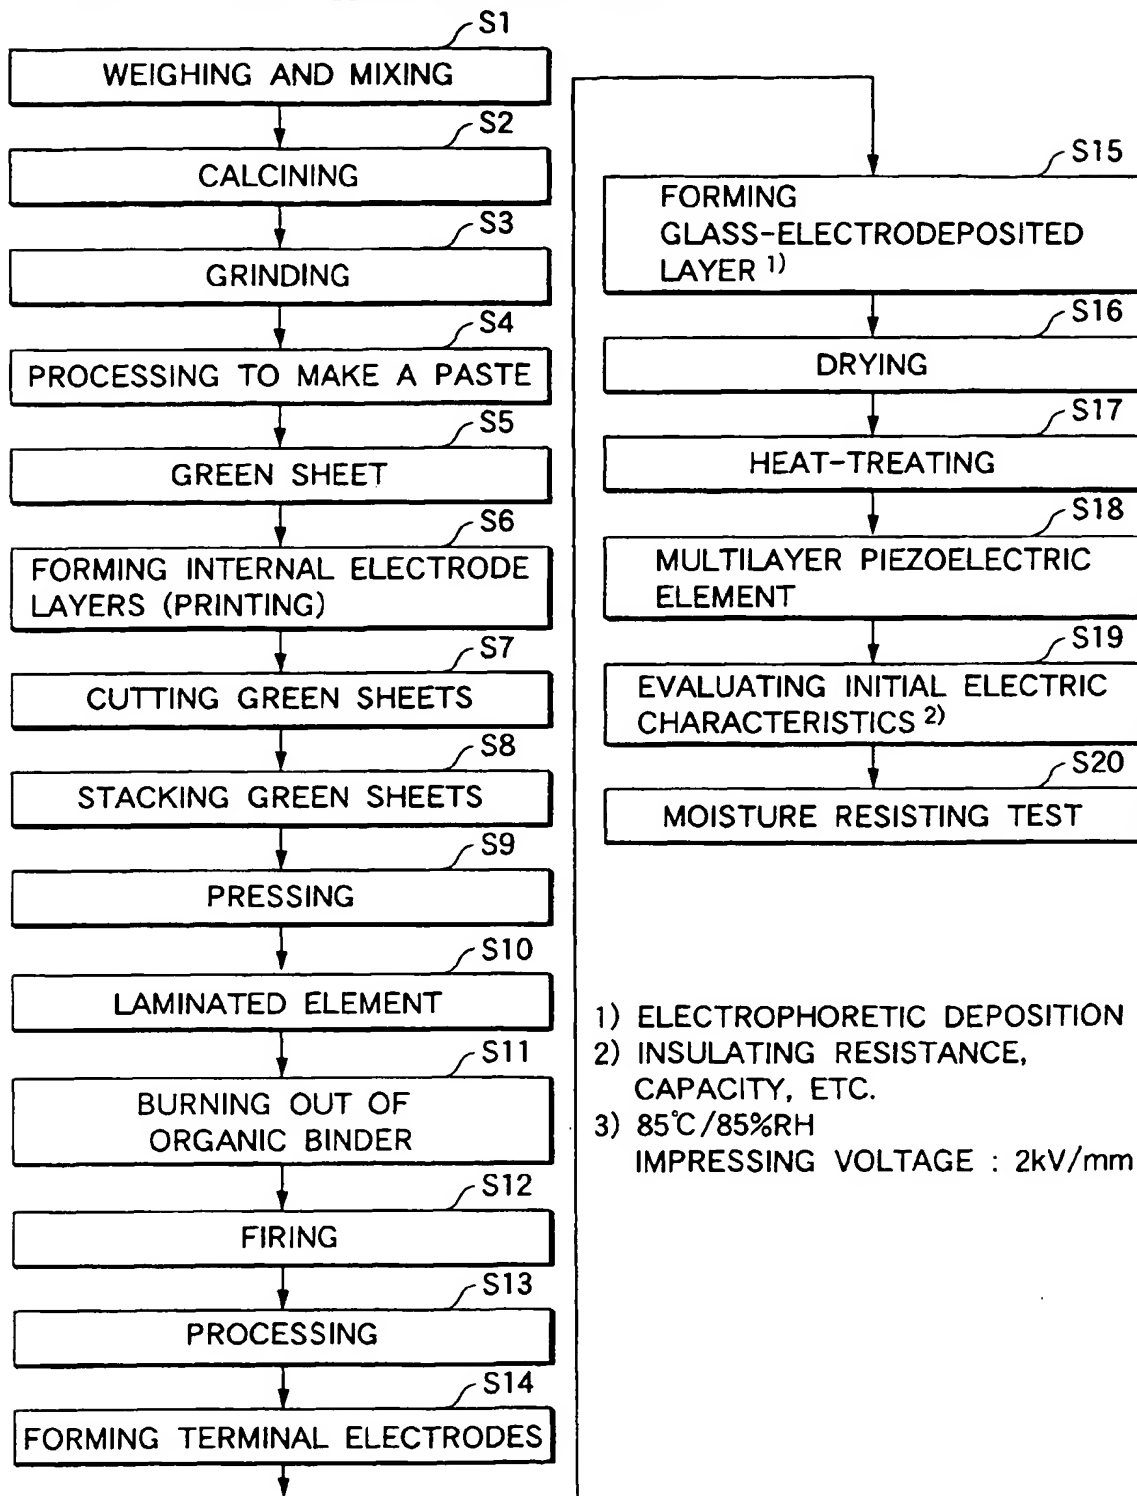 S1
WEIGHING AND MIXING
S2
CALCINING
S3
GRINDING
S4
PROCESSING TO MAKE A PASTE
S5
GREEN SHEET
S6
FORMING INTERNAL ELECTRODE
LAYERS (PRINTING)
S7
CUTTING GREEN SHEETS
S8
STACKING GREEN SHEETS
S9
PRESSING
S10
LAMINATED ELEMENT
S11
BURNING OUT OF
ORGANIC BINDER
S12
FIRING
S13
PROCESSING
S14
FORMING TERMINAL ELECTRODES
S15
FORMING
GLASS-ELECTRODEPOSITED
LAYER 1)
S16
DRYING
S17
HEAT-TREATING
S18
MULTILAYER PIEZOELECTRIC
ELEMENT
S19
EVALUATING INITIAL ELECTRIC
CHARACTERISTICS 2)
S20
MOISTURE RESISTING TEST
1) ELECTROPHORETIC DEPOSITION
2) INSULATING RESISTANCE,
CAPACITY, ETC.
3) 85℃/85%RH
IMPRESSING VOLTAGE : 2kV/mm